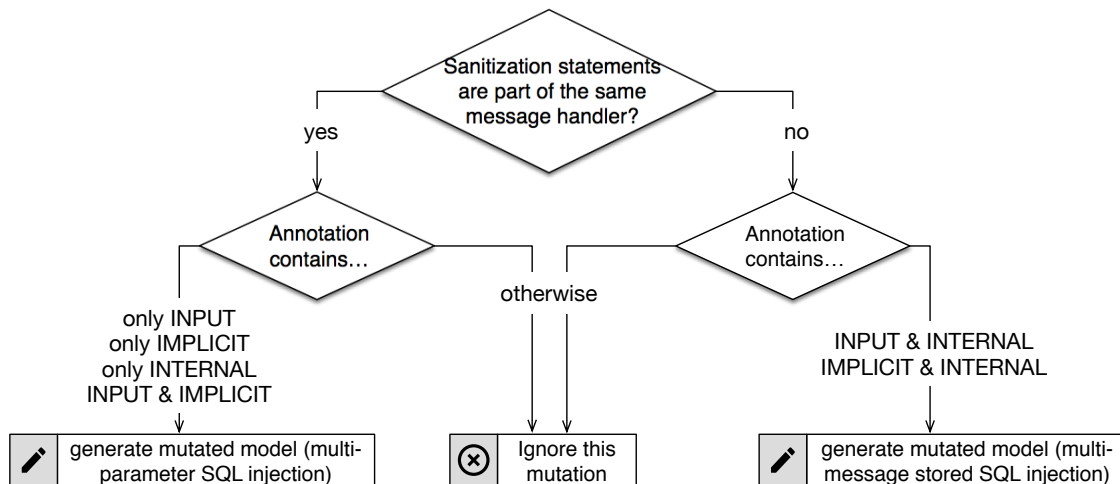 Sanitization statements
are part of the same
message handler?
yes
no
Annotation
contains…
Annotation
contains…
otherwise
only INPUT
only IMPLICIT
only INTERNAL
INPUT & IMPLICIT
INPUT & INTERNAL
IMPLICIT & INTERNAL
generate mutated model (multi-
parameter SQL injection)
Ignore this
mutation
generate mutated model (multi-
message stored SQL injection)